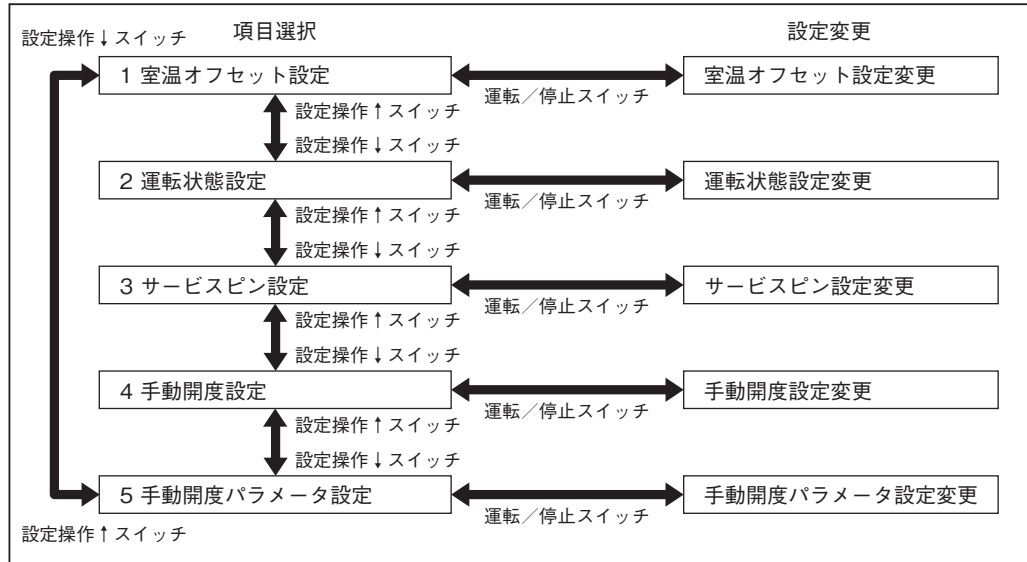 項目選択
設定変更
設定操作↓スイッチ
1 室温オフセット設定
室温オフセット設定変更
運転／停止スイッチ
設定操作↑スイッチ
設定操作↓スイッチ
2 運転状態設定
運転状態設定変更
運転／停止スイッチ
設定操作↑スイッチ
設定操作↓スイッチ
3 サービスピン設定
サービスピン設定変更
運転／停止スイッチ
設定操作↑スイッチ
設定操作↓スイッチ
4 手動開度設定
手動開度設定変更
運転／停止スイッチ
設定操作↑スイッチ
設定操作↓スイッチ
5 手動開度パラメータ設定
手動開度パラメータ設定変更
運転／停止スイッチ
設定操作↑スイッチ